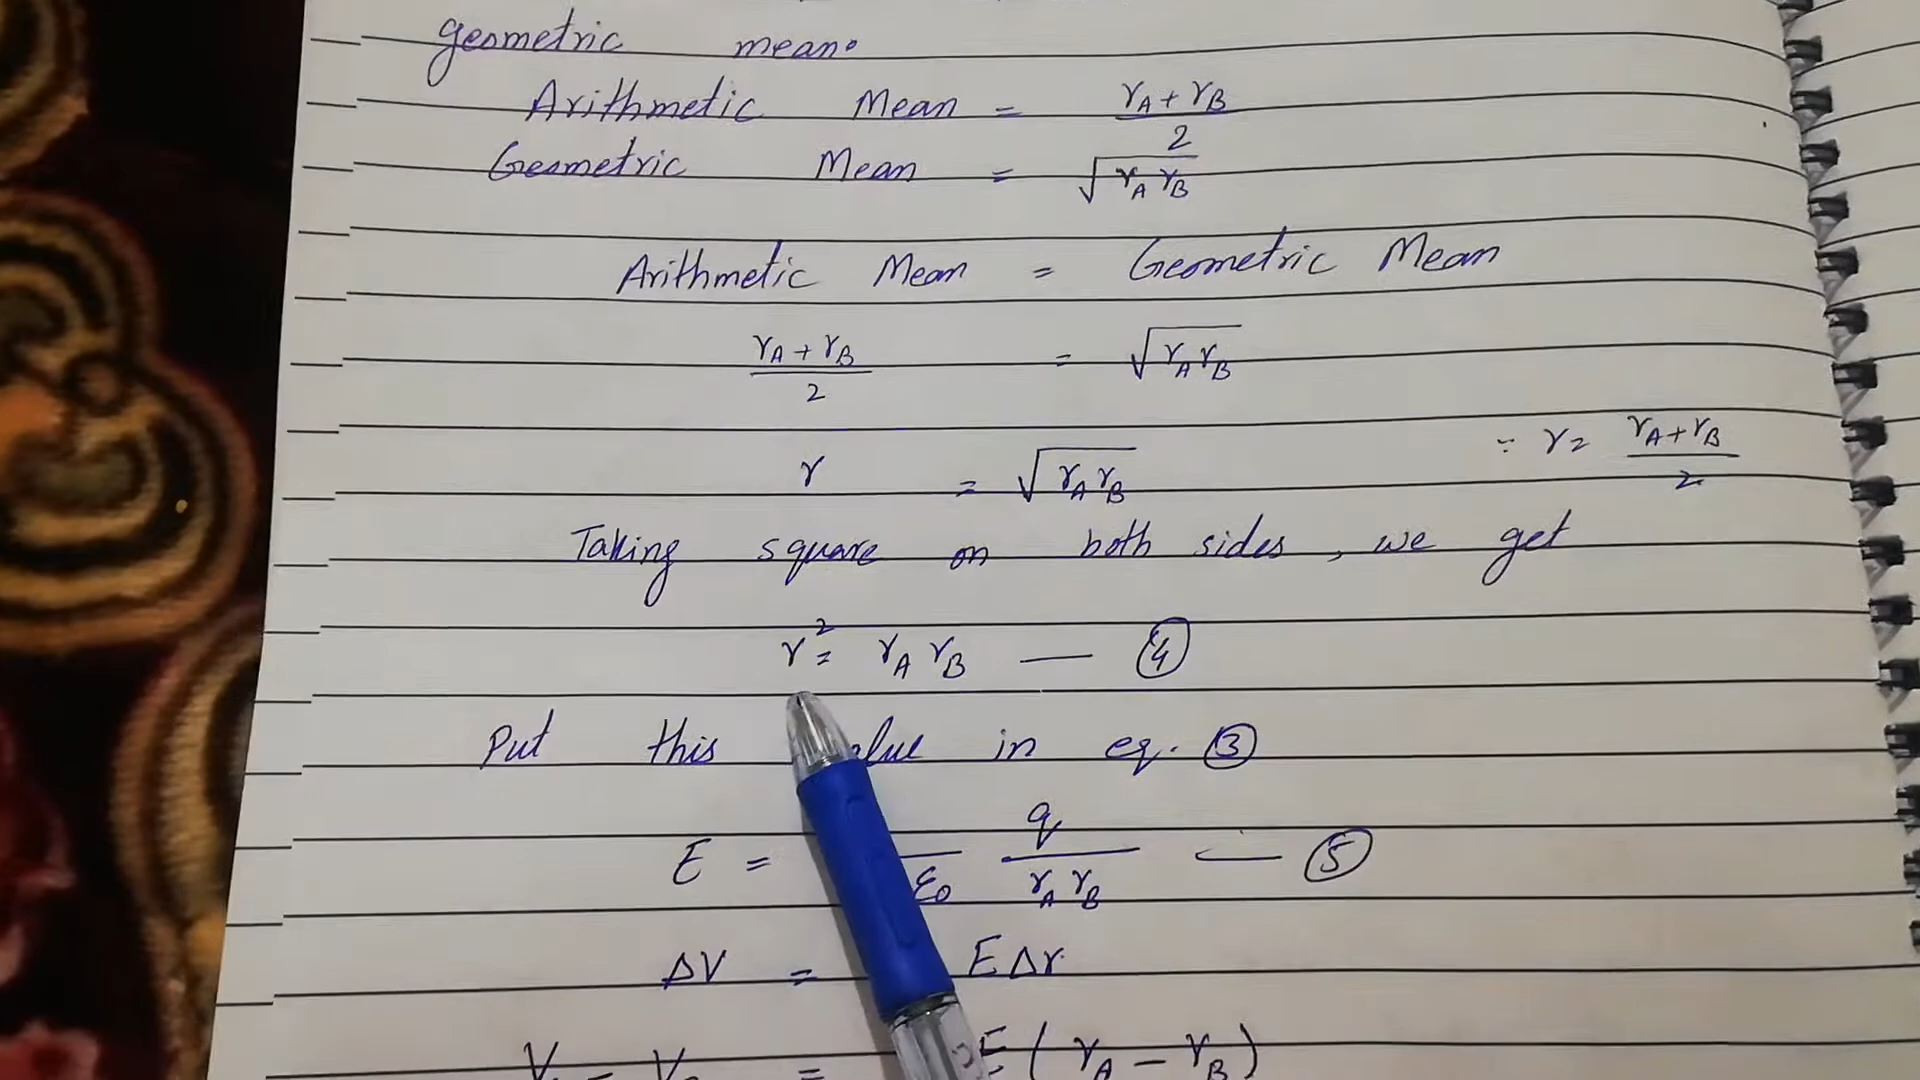 geometric mean.
Arithmetic Mean = (rA + rB)/2
Geometric Mean = √(rA rB)
Arithmetic Mean = Geometric Mean
(rA + rB)/2 = √(rA rB)
r = √(rA rB) ∵ r = (rA + rB)/2
Taking square on both sides, we get
r² = rA rB — ④
Put this in eq. ③
E = ε₀ q/(rA rB) — ⑤
ΔV = EΔr
E(rA − rB)